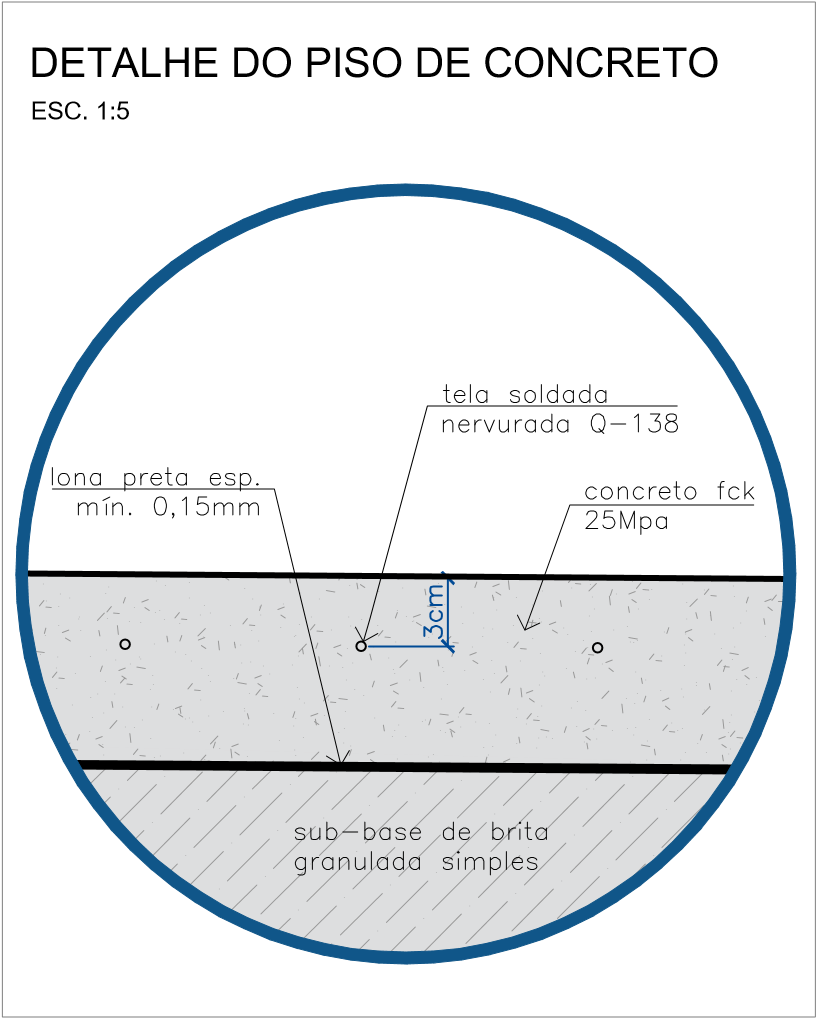 DETALHE DO PISO DE CONCRETO
ESC. 1:5
tela soldada
nervurada Q-138
lona preta esp.
mín. 0,15mm
concreto fck
25Mpa
3cm
sub-base de brita
granulada simples